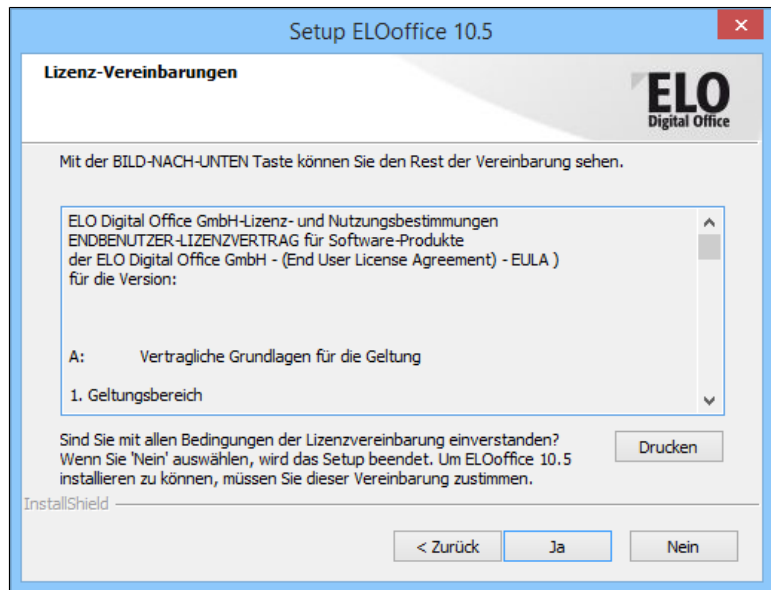 Setup ELOoffice 10.5
Lizenz-Vereinbarungen
ELO
Digital Office
Mit der BILD-NACH-UNTEN Taste können Sie den Rest der Vereinbarung sehen.
ELO Digital Office GmbH-Lizenz- und Nutzungsbestimmungen
ENDBENUTZER-LIZENZVERTRAG für Software-Produkte
der ELO Digital Office GmbH - (End User License Agreement) - EULA )
für die Version:
A: Vertragliche Grundlagen für die Geltung
1. Geltungsbereich
Sind Sie mit allen Bedingungen der Lizenzvereinbarung einverstanden?
Wenn Sie 'Nein' auswählen, wird das Setup beendet. Um ELOoffice 10.5
installieren zu können, müssen Sie dieser Vereinbarung zustimmen.
Drucken
InstallShield
< Zurück Ja Nein